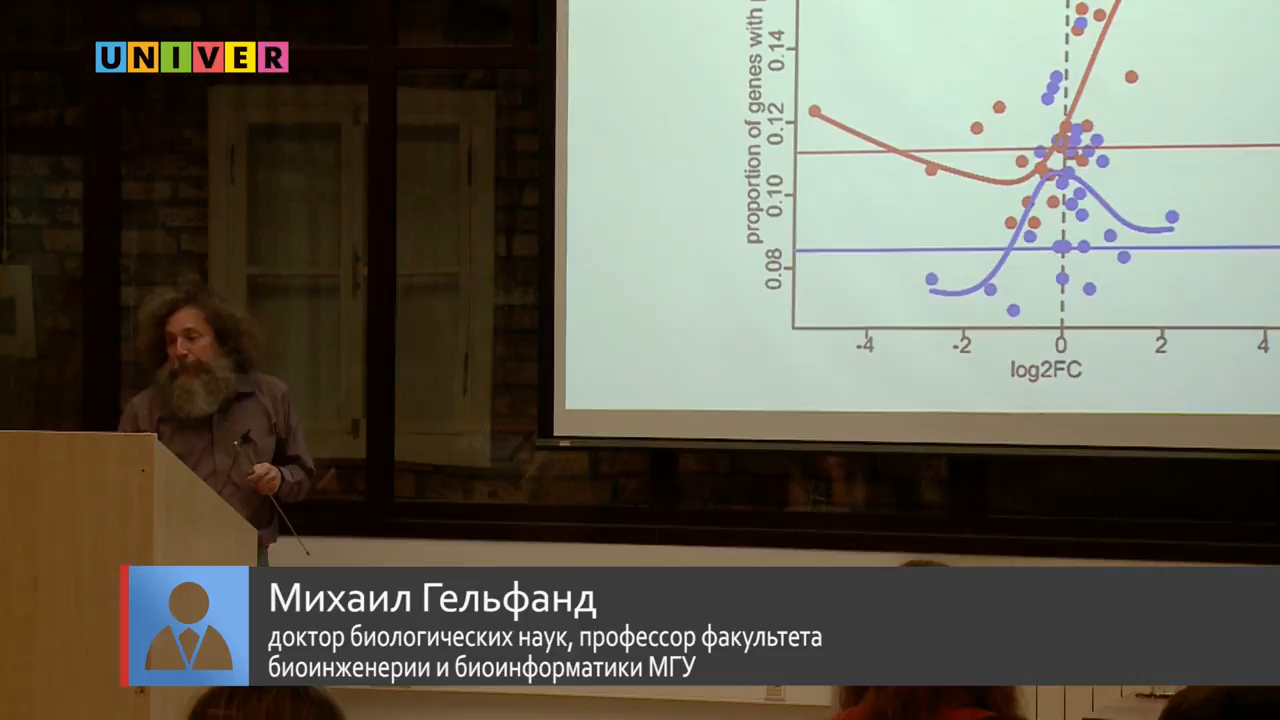 UNIVER
proportion of genes with
0.14
0.12
0.10
0.08
-4 -2 0 2 4
log2FC
Михаил Гельфанд
доктор биологических наук, профессор факультета
биоинженерии и биоинформатики МГУ